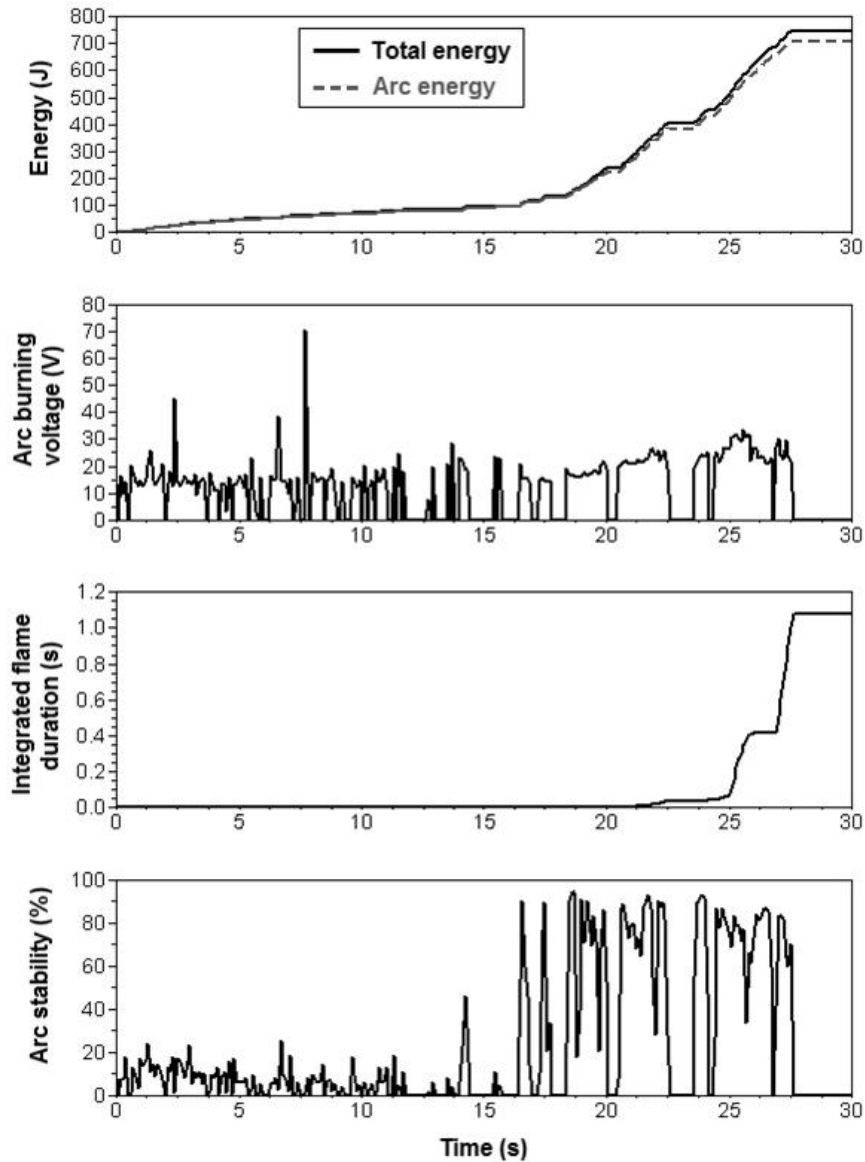 800
700
600
500
400
300
200
100
0
Energy (J)
Total energy
Arc energy
0 5 10 15 20 25 30
80
70
60
50
40
30
20
10
0
Arc burning
voltage (V)
0 5 10 15 20 25 30
1.2
1.0
0.8
0.6
0.4
0.2
0.0
Integrated flame
duration (s)
0 5 10 15 20 25 30
100
80
60
40
20
0
Arc stability (%)
0 5 10 15 20 25 30
Time (s)